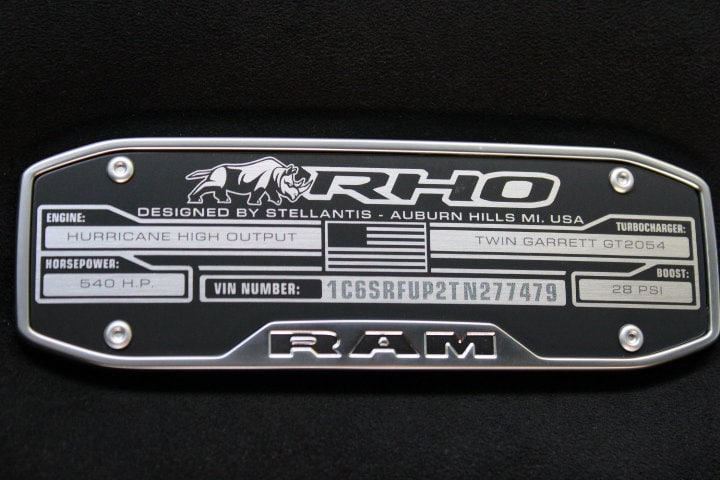 RHO
DESIGNED BY STELLANTIS - AUBURN HILLS MI. USA
ENGINE:
HURRICANE HIGH OUTPUT
TURBOCHARGER:
TWIN GARRETT GT2054
HORSEPOWER:
540 H.P.
VIN NUMBER: 1C6SRFUP2TN277479
BOOST:
28 PSI
RAM